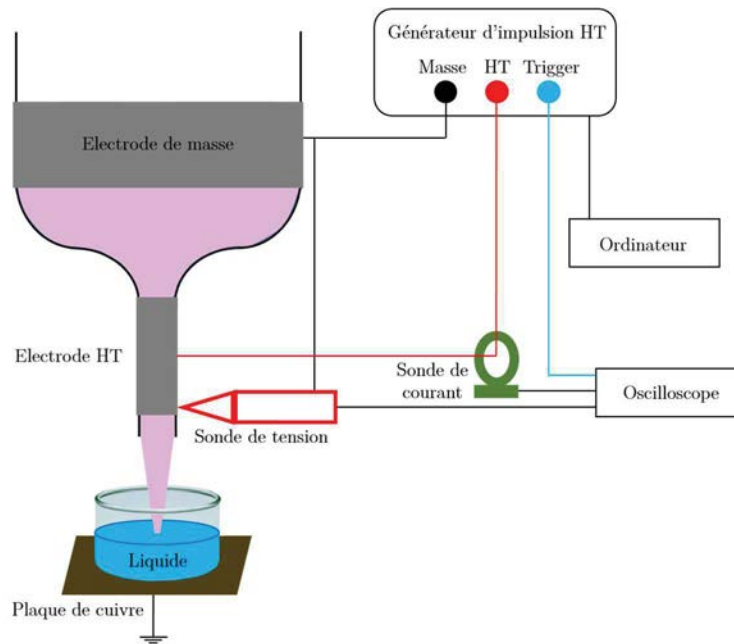 Générateur d'impulsion HT
Masse HT Trigger
Electrode de masse
Ordinateur
Electrode HT
Sonde de
courant
Oscilloscope
Sonde de tension
Liquide
Plaque de cuivre